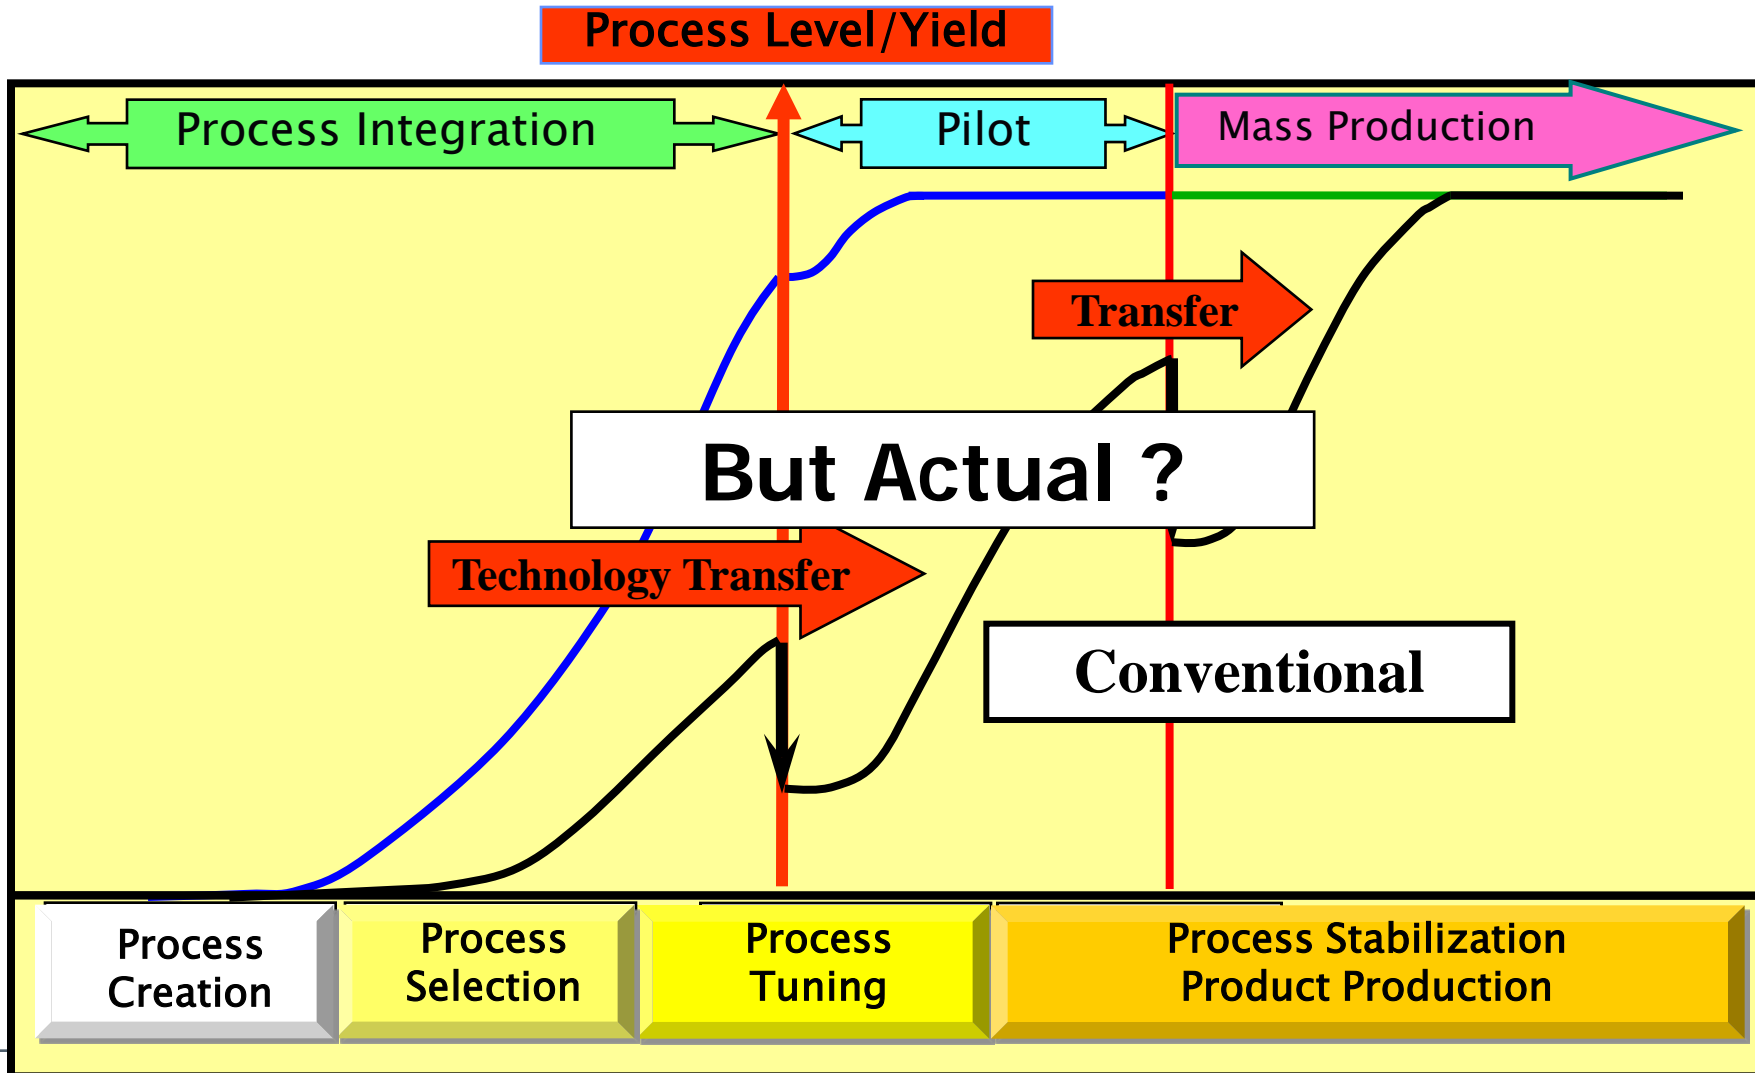 Process Level/Yield
Process Integration
Pilot
Mass Production
Transfer
But Actual ?
Technology Transfer
Conventional
Process
Creation
Process
Selection
Process
Tuning
Process Stabilization
Product Production